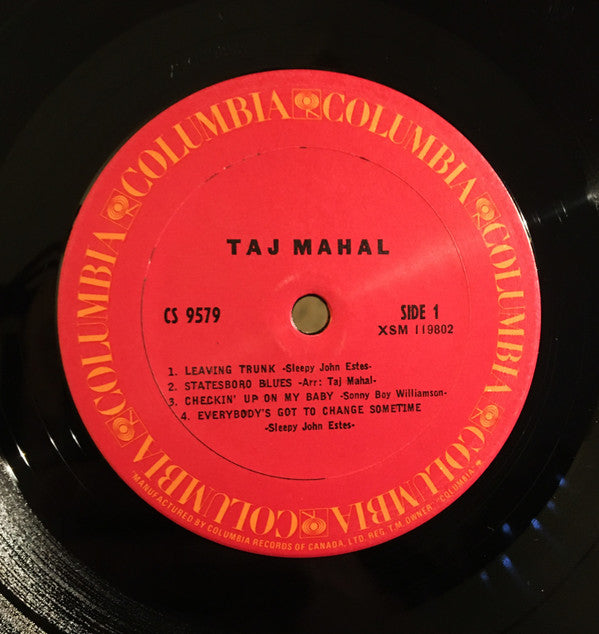 COLUMBIA COLUMBIA COLUMBIA COLUMBIA COLUMBIA COLUMBIA
TAJ MAHAL
CS 9579
SIDE 1
XSM 119802
1. LEAVING TRUNK -Sleepy John Estes-
2. STATESBORO BLUES -Arr: Taj Mahal-
3. CHECKIN' UP ON MY BABY -Sonny Boy Williamson-
4. EVERYBODY'S GOT TO CHANGE SOMETIME
-Sleepy John Estes-
"MANUFACTURED BY COLUMBIA RECORDS OF CANADA, LTD. REG. T.M. OWNER "COLUMBIA"